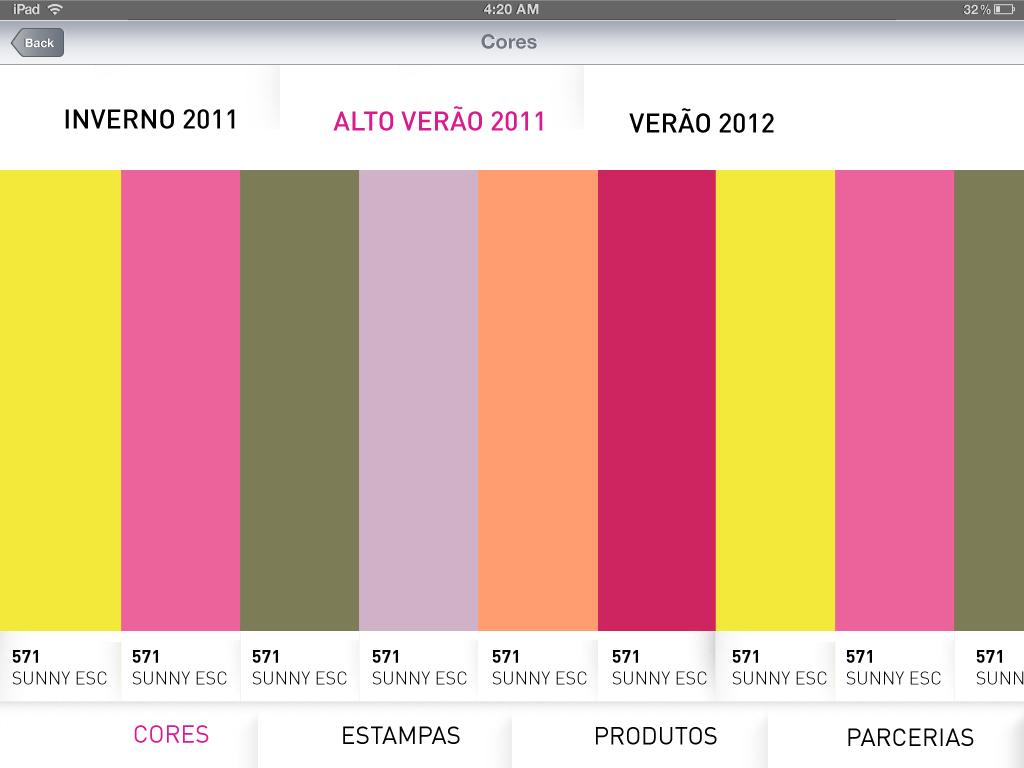 iPad 4:20 AM 32%
Back Cores
INVERNO 2011 ALTO VERÃO 2011 VERÃO 2012
571 571 571 571 571 571 571 571 571
SUNNY ESC SUNNY ESC SUNNY ESC SUNNY ESC SUNNY ESC SUNNY ESC SUNNY ESC SUNNY ESC SUNN
CORES ESTAMPAS PRODUTOS PARCERIAS